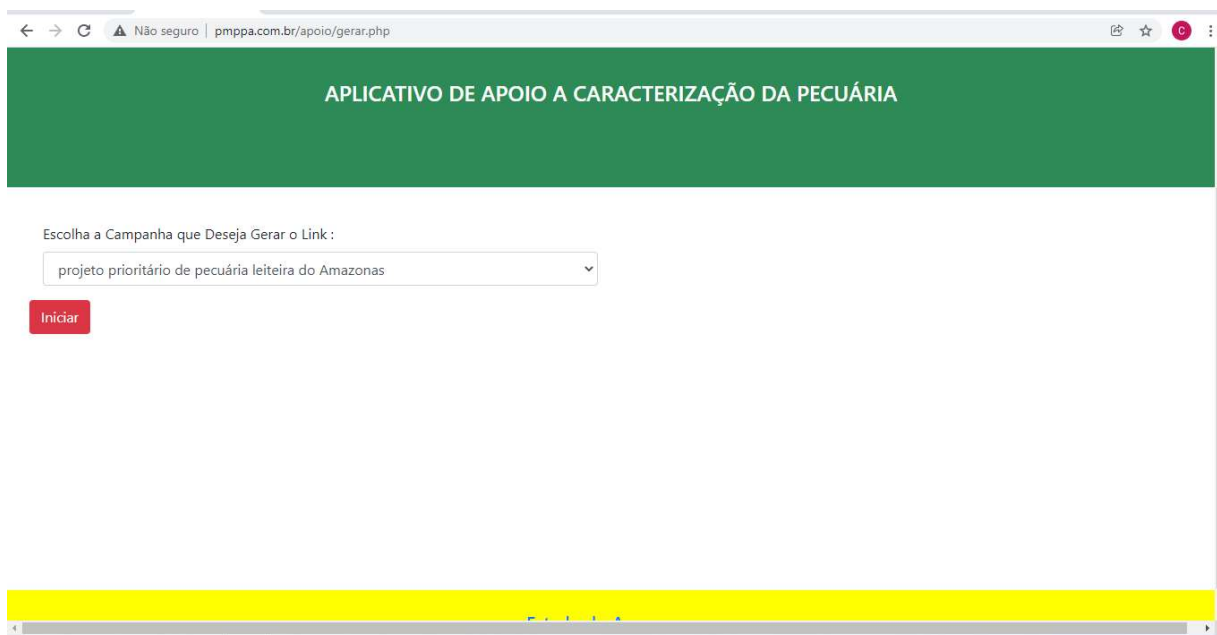 Não seguro | pmppa.com.br/apoio/gerar.php
C
APLICATIVO DE APOIO A CARACTERIZAÇÃO DA PECUÁRIA
Escolha a Campanha que Deseja Gerar o Link :
projeto prioritário de pecuária leiteira do Amazonas
Iniciar